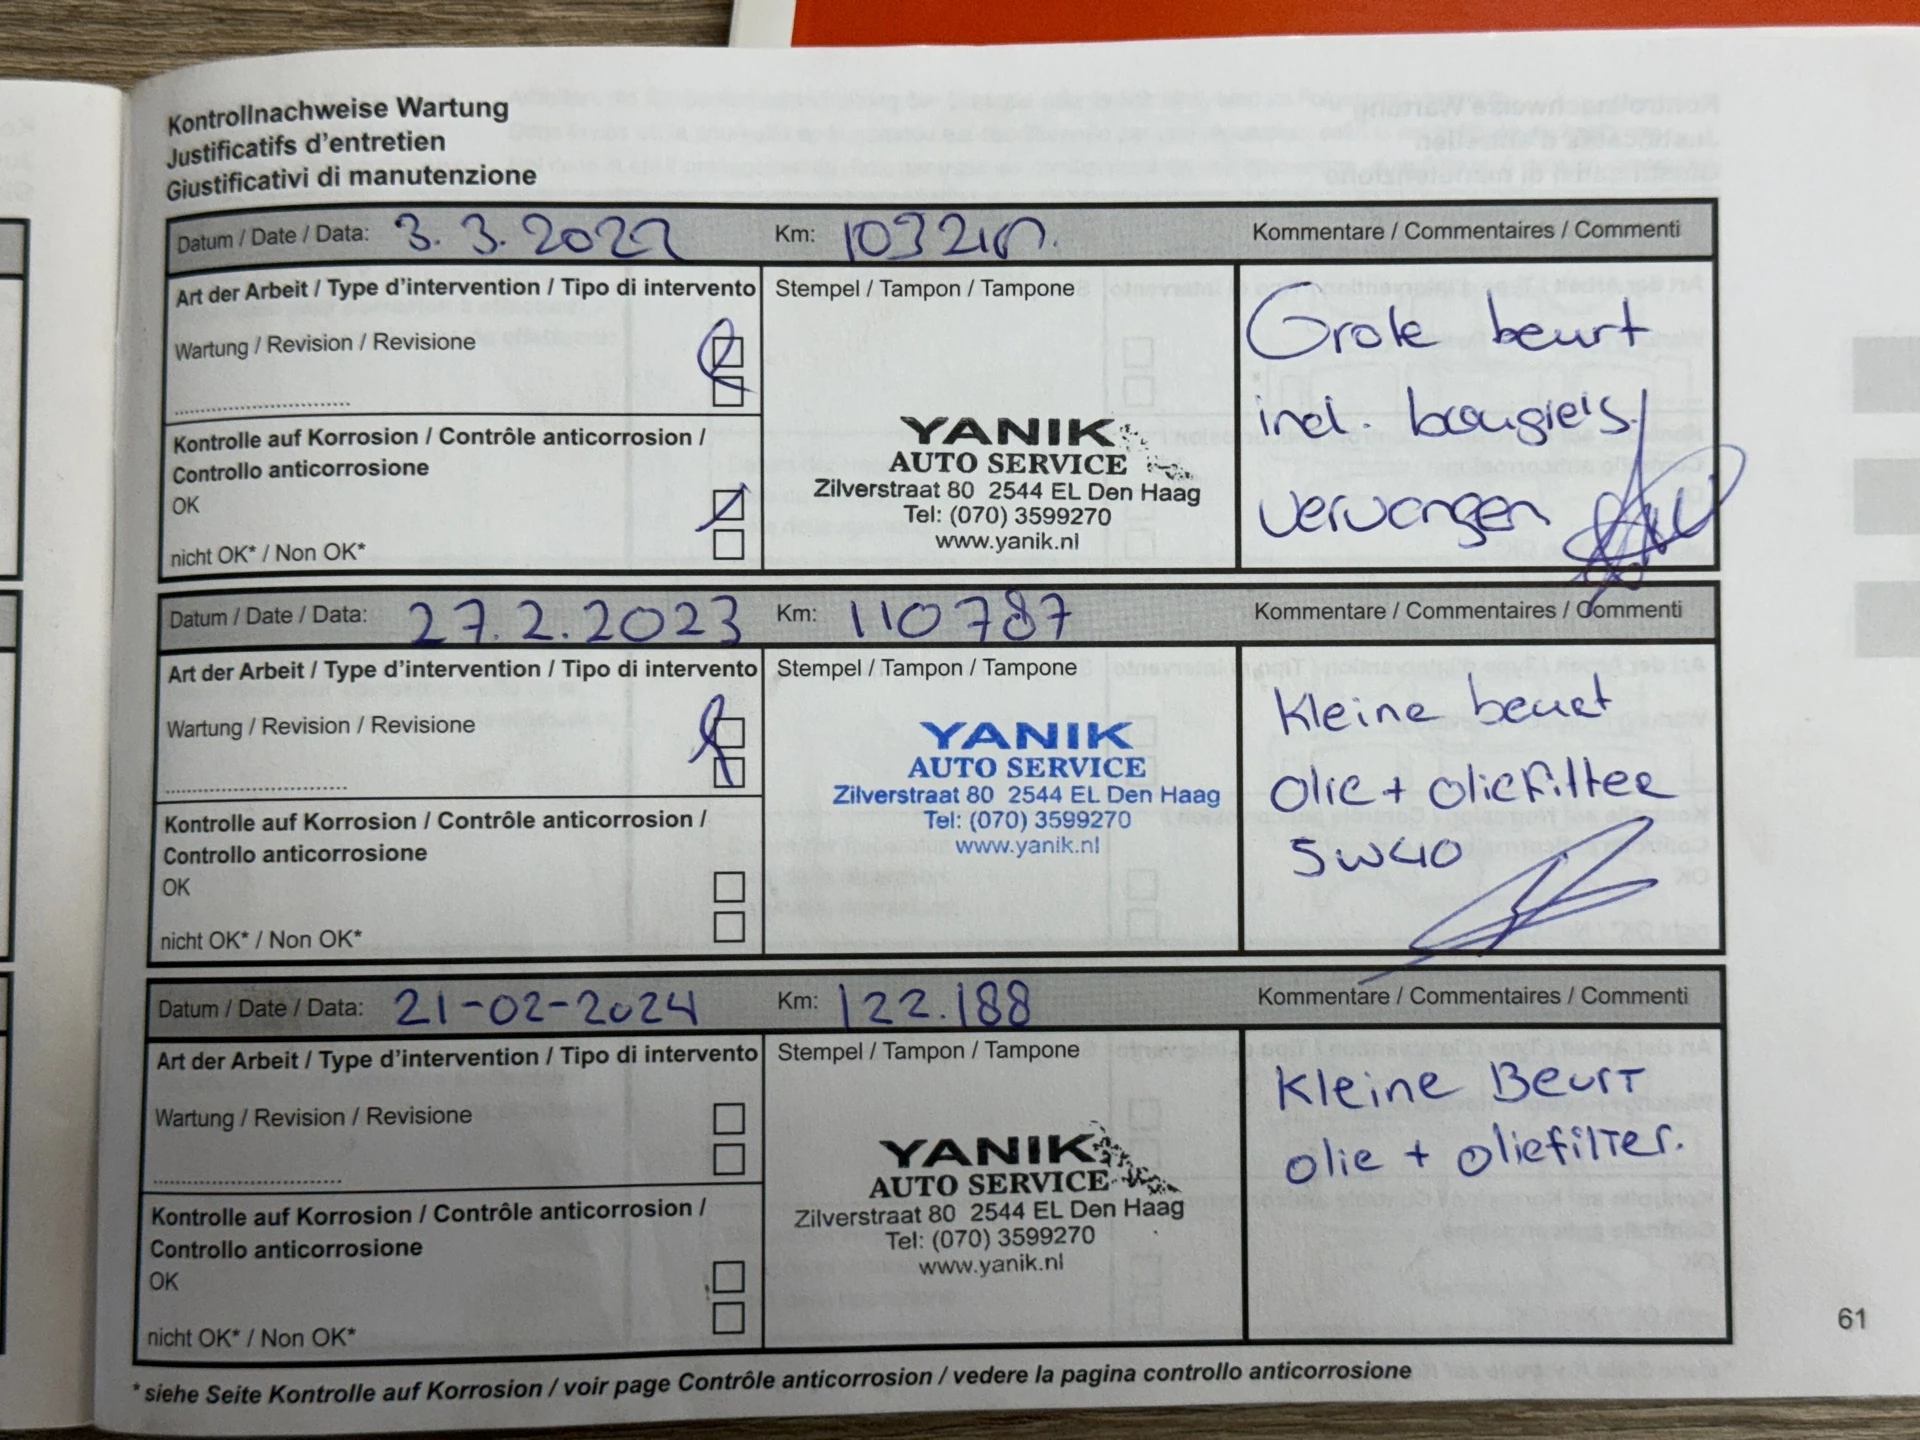 Kontrollnachweise Wartung
Justificatifs d'entretien
Giustificativi di manutenzione
Datum / Date / Data: 3.3.2022 Km:
Kommentare / Commentaires / Commenti
Art der Arbeit / Type d'intervention / Tipo di intervento
Wartung / Revision / Revisione
Kontrolle auf Korrosion / Contrôle anticorrosion /
Controllo anticorrosione
OK
nicht OK* / Non OK*
Stempel / Tampon / Tampone
YANIK
AUTO SERVICE
Zilverstraat 80 2544 EL Den Haag
Tel: (070) 3599270
www.yanik.nl
Grote beurt
incl. bougie's
vervangen
Datum / Date / Data: 27.2.2023 Km: 110787
Kommentare / Commentaires / Commenti
Art der Arbeit / Type d'intervention / Tipo di intervento
Wartung / Revision / Revisione
Kontrolle auf Korrosion / Contrôle anticorrosion /
Controllo anticorrosione
OK
nicht OK* / Non OK*
Stempel / Tampon / Tampone
YANIK
AUTO SERVICE
Zilverstraat 80 2544 EL Den Haag
Tel: (070) 3599270
www.yanik.nl
Kleine beurt
olie + oliefilter
5W40
Datum / Date / Data: 21-02-2024 Km: 122.188
Kommentare / Commentaires / Commenti
Art der Arbeit / Type d'intervention / Tipo di intervento
Wartung / Revision / Revisione
Kontrolle auf Korrosion / Contrôle anticorrosion /
Controllo anticorrosione
OK
nicht OK* / Non OK*
Stempel / Tampon / Tampone
YANIK
AUTO SERVICE
Zilverstraat 80 2544 EL Den Haag
Tel: (070) 3599270
www.yanik.nl
Kleine Beurt
olie + oliefilter.
*siehe Seite Kontrolle auf Korrosion / voir page Contrôle anticorrosion / vedere la pagina controllo anticorrosione
61